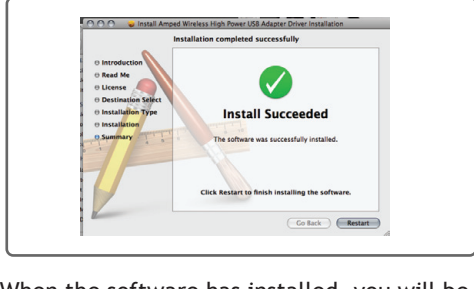 Install Amped Wireless High Power USB Adapter Driver Installation
Installation completed successfully
Introduction
Read Me
License
Destination Select
Installation Type
Installation
Summary
Install Succeeded
The software was successfully installed.
Click Restart to finish installing the software.
Go Back Restart
When the software has installed, you will be